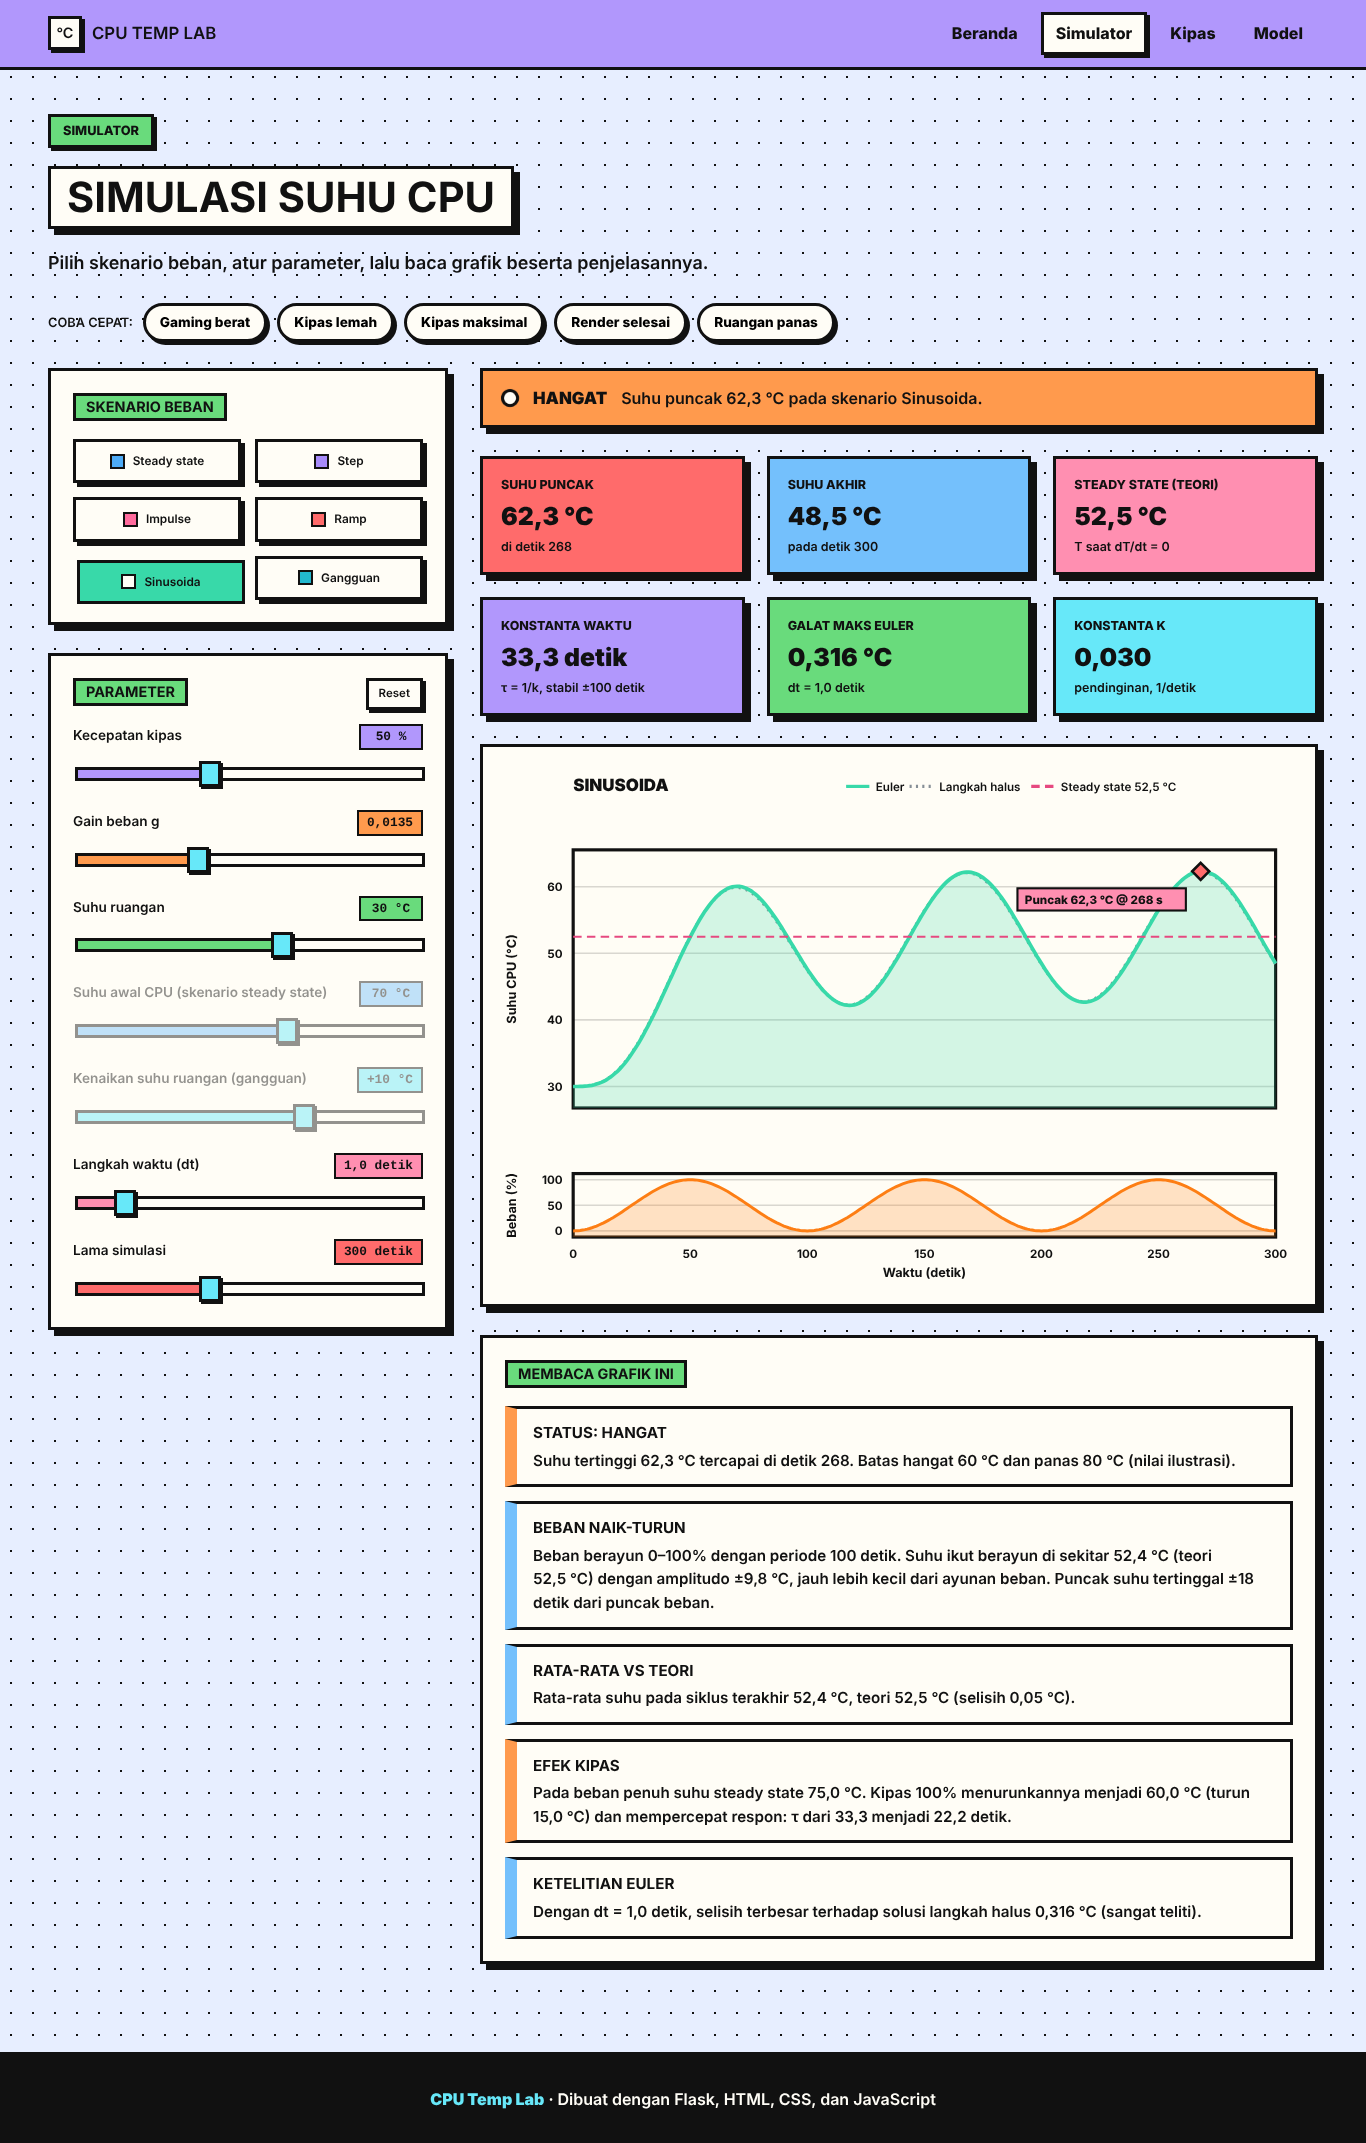 °C CPU TEMP LAB
Beranda Simulator Kipas Model
SIMULATOR
SIMULASI SUHU CPU
Pilih skenario beban, atur parameter, lalu baca grafik beserta penjelasannya.
COBA CEPAT: Gaming berat Kipas lemah Kipas maksimal Render selesai Ruangan panas
SKENARIO BEBAN
Steady state Step
Impulse Ramp
Sinusoida Gangguan
PARAMETER Reset
Kecepatan kipas 50 %
Gain beban g 0,0135
Suhu ruangan 30 °C
Suhu awal CPU (skenario steady state) 70 °C
Kenaikan suhu ruangan (gangguan) +10 °C
Langkah waktu (dt) 1,0 detik
Lama simulasi 300 detik
HANGAT Suhu puncak 62,3 °C pada skenario Sinusoida.
SUHU PUNCAK
62,3 °C
di detik 268
SUHU AKHIR
48,5 °C
pada detik 300
STEADY STATE (TEORI)
52,5 °C
T saat dT/dt = 0
KONSTANTA WAKTU
33,3 detik
τ = 1/k, stabil ±100 detik
GALAT MAKS EULER
0,316 °C
dt = 1,0 detik
KONSTANTA K
0,030
pendinginan, 1/detik
SINUSOIDA
Euler Langkah halus Steady state 52,5 °C
Suhu CPU (°C)
60
50
40
30
Puncak 62,3 °C @ 268 s
Beban (%)
100
50
0
0 50 100 150 200 250 300
Waktu (detik)
MEMBACA GRAFIK INI
STATUS: HANGAT
Suhu tertinggi 62,3 °C tercapai di detik 268. Batas hangat 60 °C dan panas 80 °C (nilai ilustrasi).
BEBAN NAIK-TURUN
Beban berayun 0–100% dengan periode 100 detik. Suhu ikut berayun di sekitar 52,4 °C (teori
52,5 °C) dengan amplitudo ±9,8 °C, jauh lebih kecil dari ayunan beban. Puncak suhu tertinggal ±18
detik dari puncak beban.
RATA-RATA VS TEORI
Rata-rata suhu pada siklus terakhir 52,4 °C, teori 52,5 °C (selisih 0,05 °C).
EFEK KIPAS
Pada beban penuh suhu steady state 75,0 °C. Kipas 100% menurunkannya menjadi 60,0 °C (turun
15,0 °C) dan mempercepat respon: τ dari 33,3 menjadi 22,2 detik.
KETELITIAN EULER
Dengan dt = 1,0 detik, selisih terbesar terhadap solusi langkah halus 0,316 °C (sangat teliti).
CPU Temp Lab · Dibuat dengan Flask, HTML, CSS, dan JavaScript